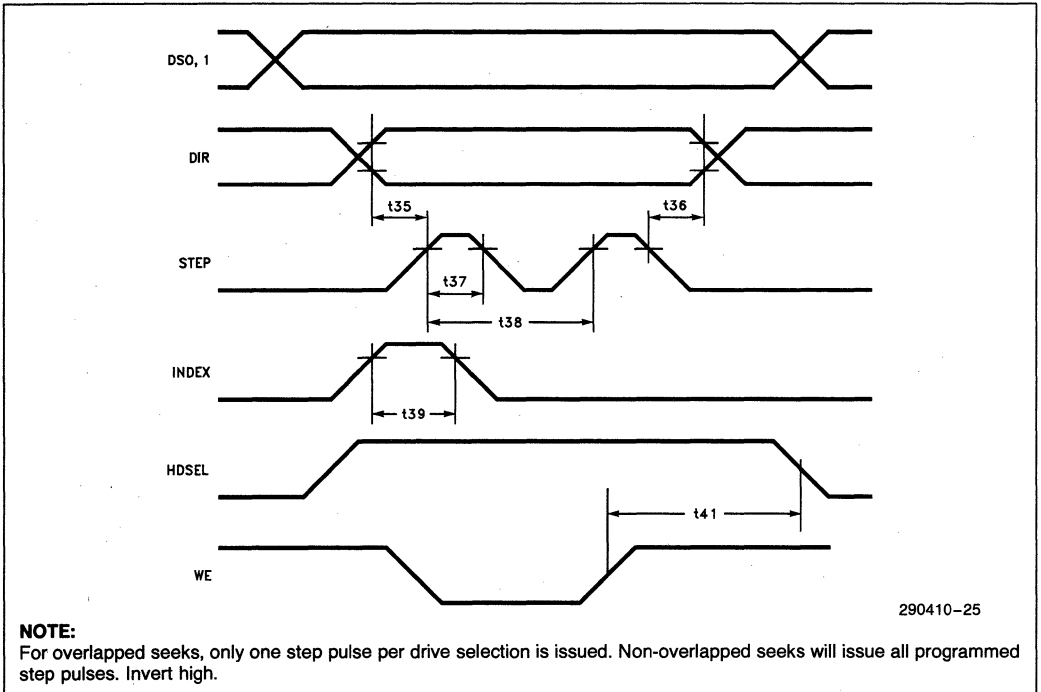 DS0, 1
DIR
t35
t36
STEP
t37
t38
INDEX
t39
HDSEL
t41
WE
290410-25
NOTE:
For overlapped seeks, only one step pulse per drive selection is issued. Non-overlapped seeks will issue all programmed
step pulses. Invert high.